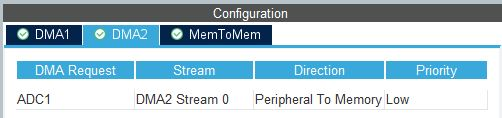 Configuration
DMA1 DMA2 MemToMem
DMA Request Stream Direction Priority
ADC1 DMA2 Stream 0 Peripheral To Memory Low